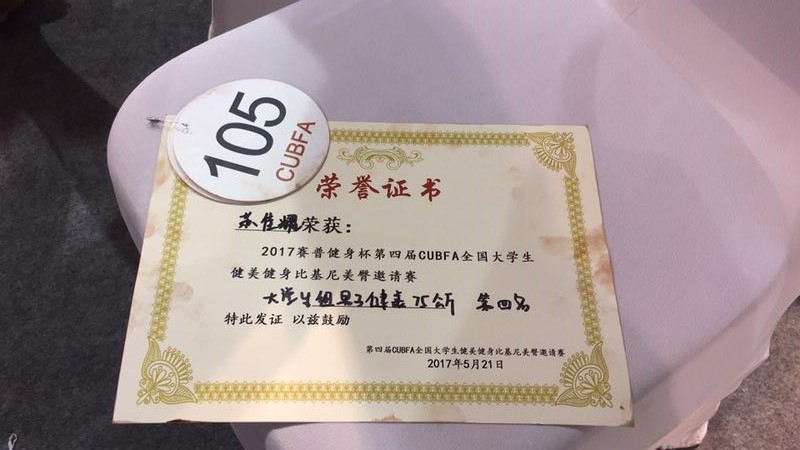 105
CUBFA
荣誉证书
苏佳耀荣获：
2017赛普健身杯第四届CUBFA全国大学生
健美健身比基尼美臀邀请赛
大学生组男子健美75公斤 第四名
特此发证 以兹鼓励
第四届CUBFA全国大学生健美健身比基尼美臀邀请赛
2017年5月21日